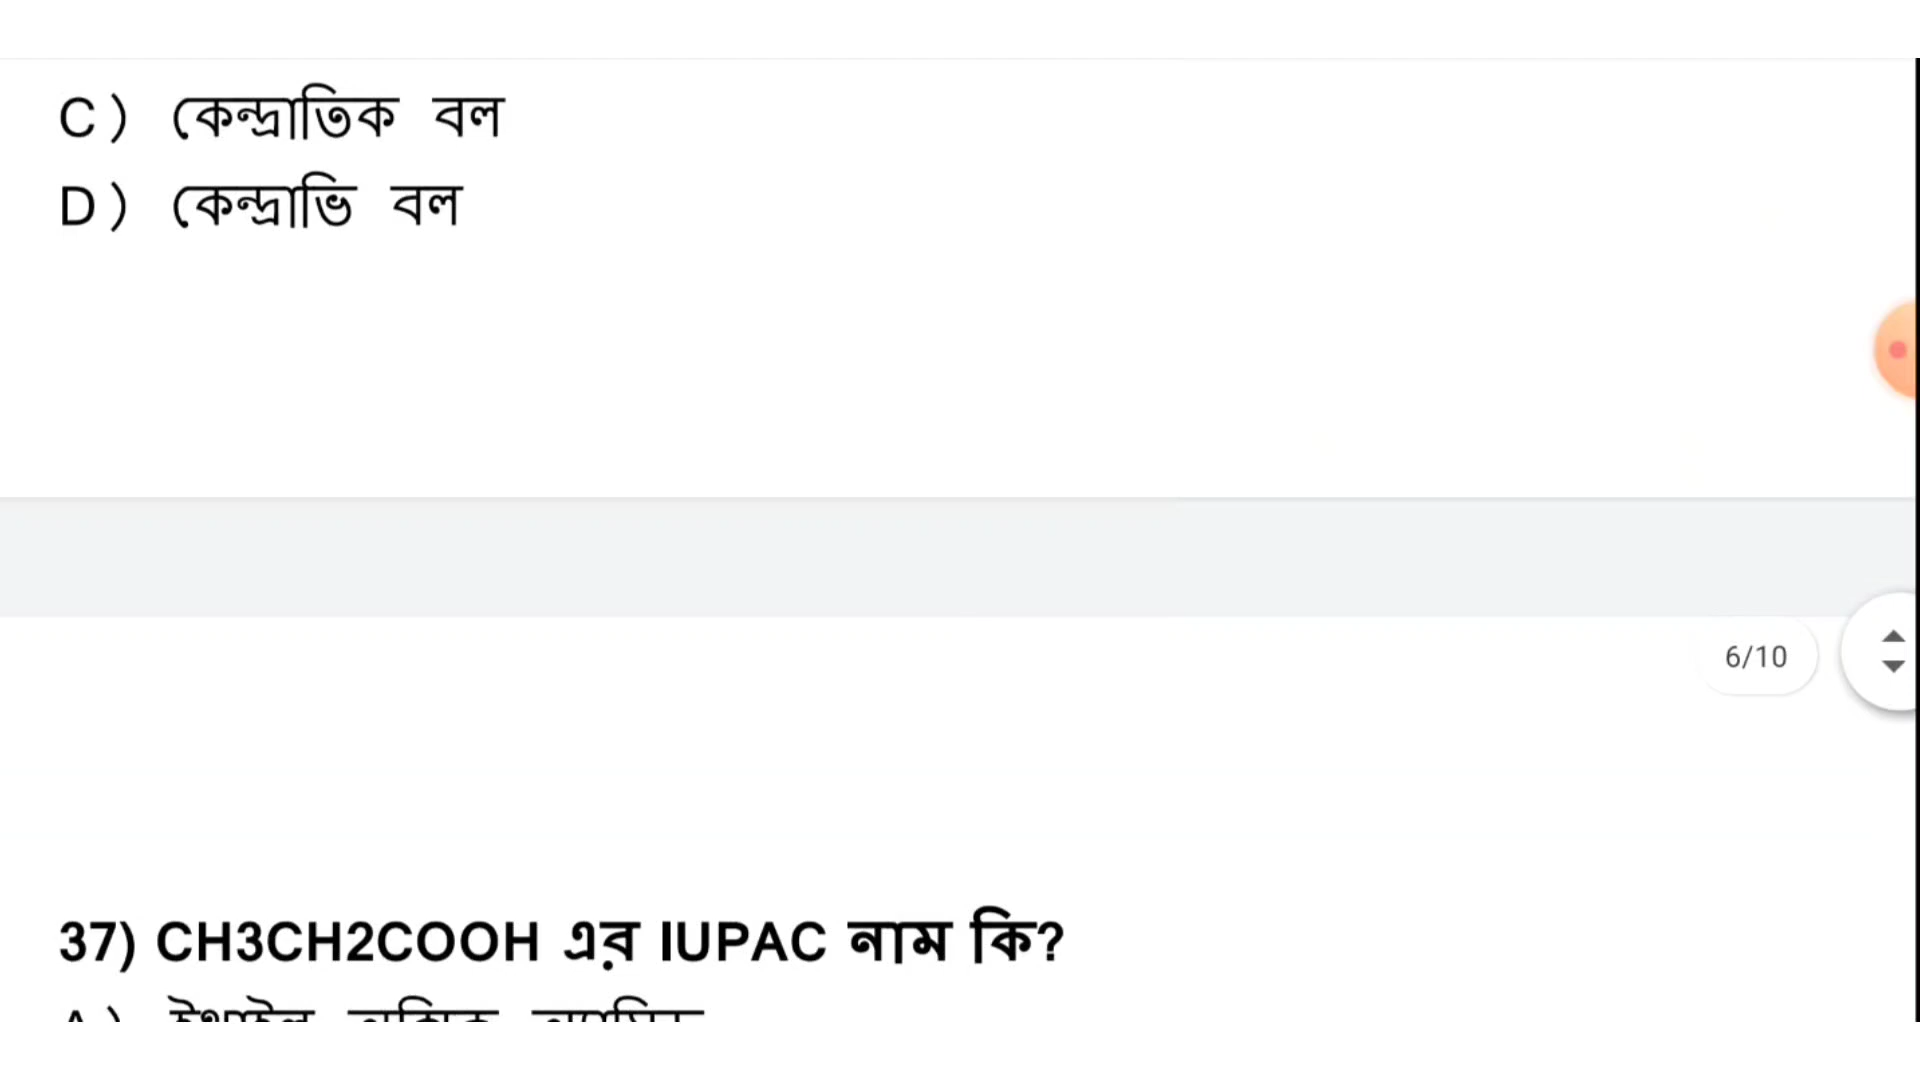 C) কেন্দ্রাতিক বল
D) কেন্দ্রাভি বল
6/10
37) CH3CH2COOH এর IUPAC নাম কি?